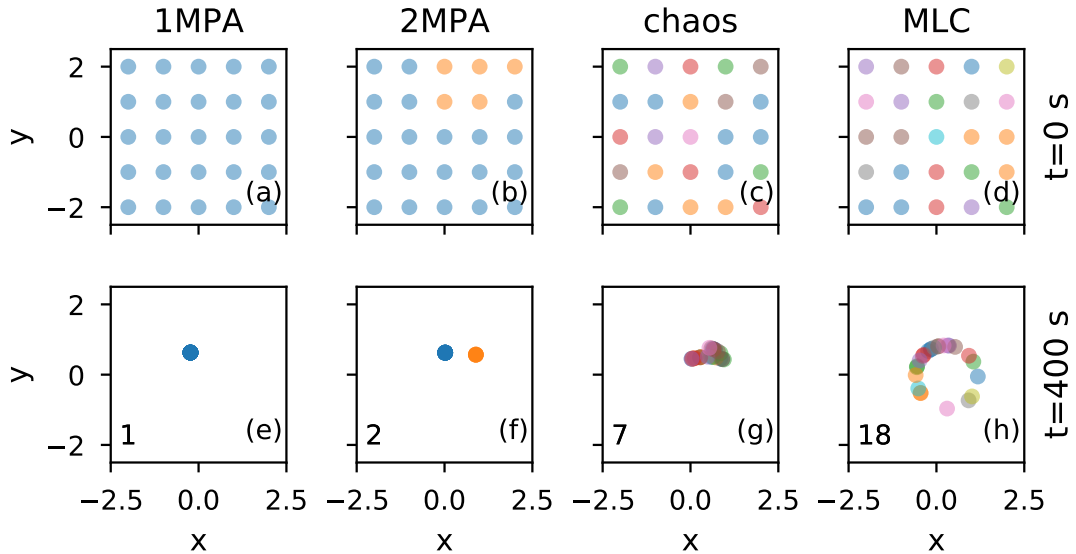 1MPA 2MPA chaos MLC
2
y 0
−2
(a) (b) (c) (d)
t=0 s
2
y 0
−2
1 (e) 2 (f) 7 (g) 18 (h)
t=400 s
−2.5 0.0 2.5 −2.5 0.0 2.5 −2.5 0.0 2.5 −2.5 0.0 2.5
x x x x